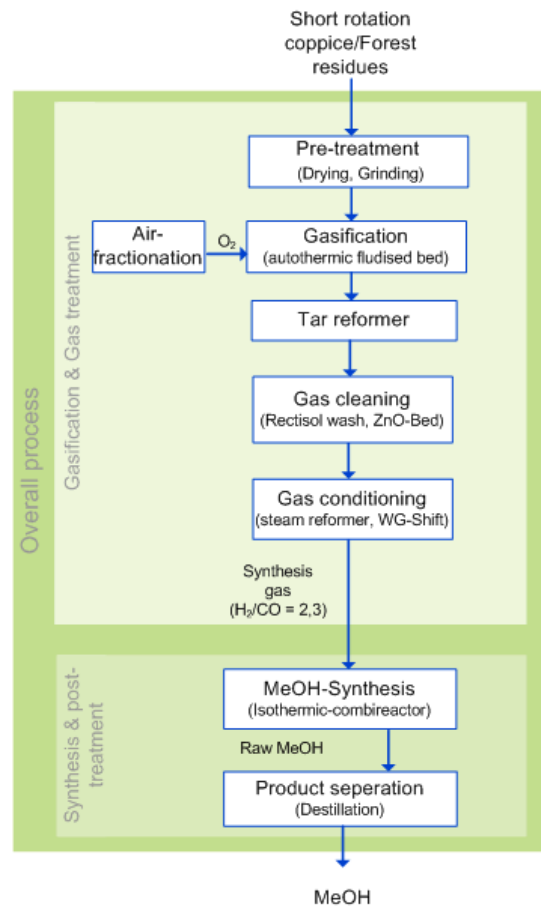 Short rotation
coppice/Forest
residues
Pre-treatment
(Drying, Grinding)
Air-
fractionation
O₂
Gasification
(autothermic fludised bed)
Tar reformer
Gas cleaning
(Rectisol wash, ZnO-Bed)
Gas conditioning
(steam reformer, WG-Shift)
Synthesis
gas
(H₂/CO = 2,3)
MeOH-Synthesis
(Isothermic-combireactor)
Raw MeOH
Product seperation
(Destillation)
MeOH
Overall process
Gasification & Gas treatment
Synthesis & post-
treatment